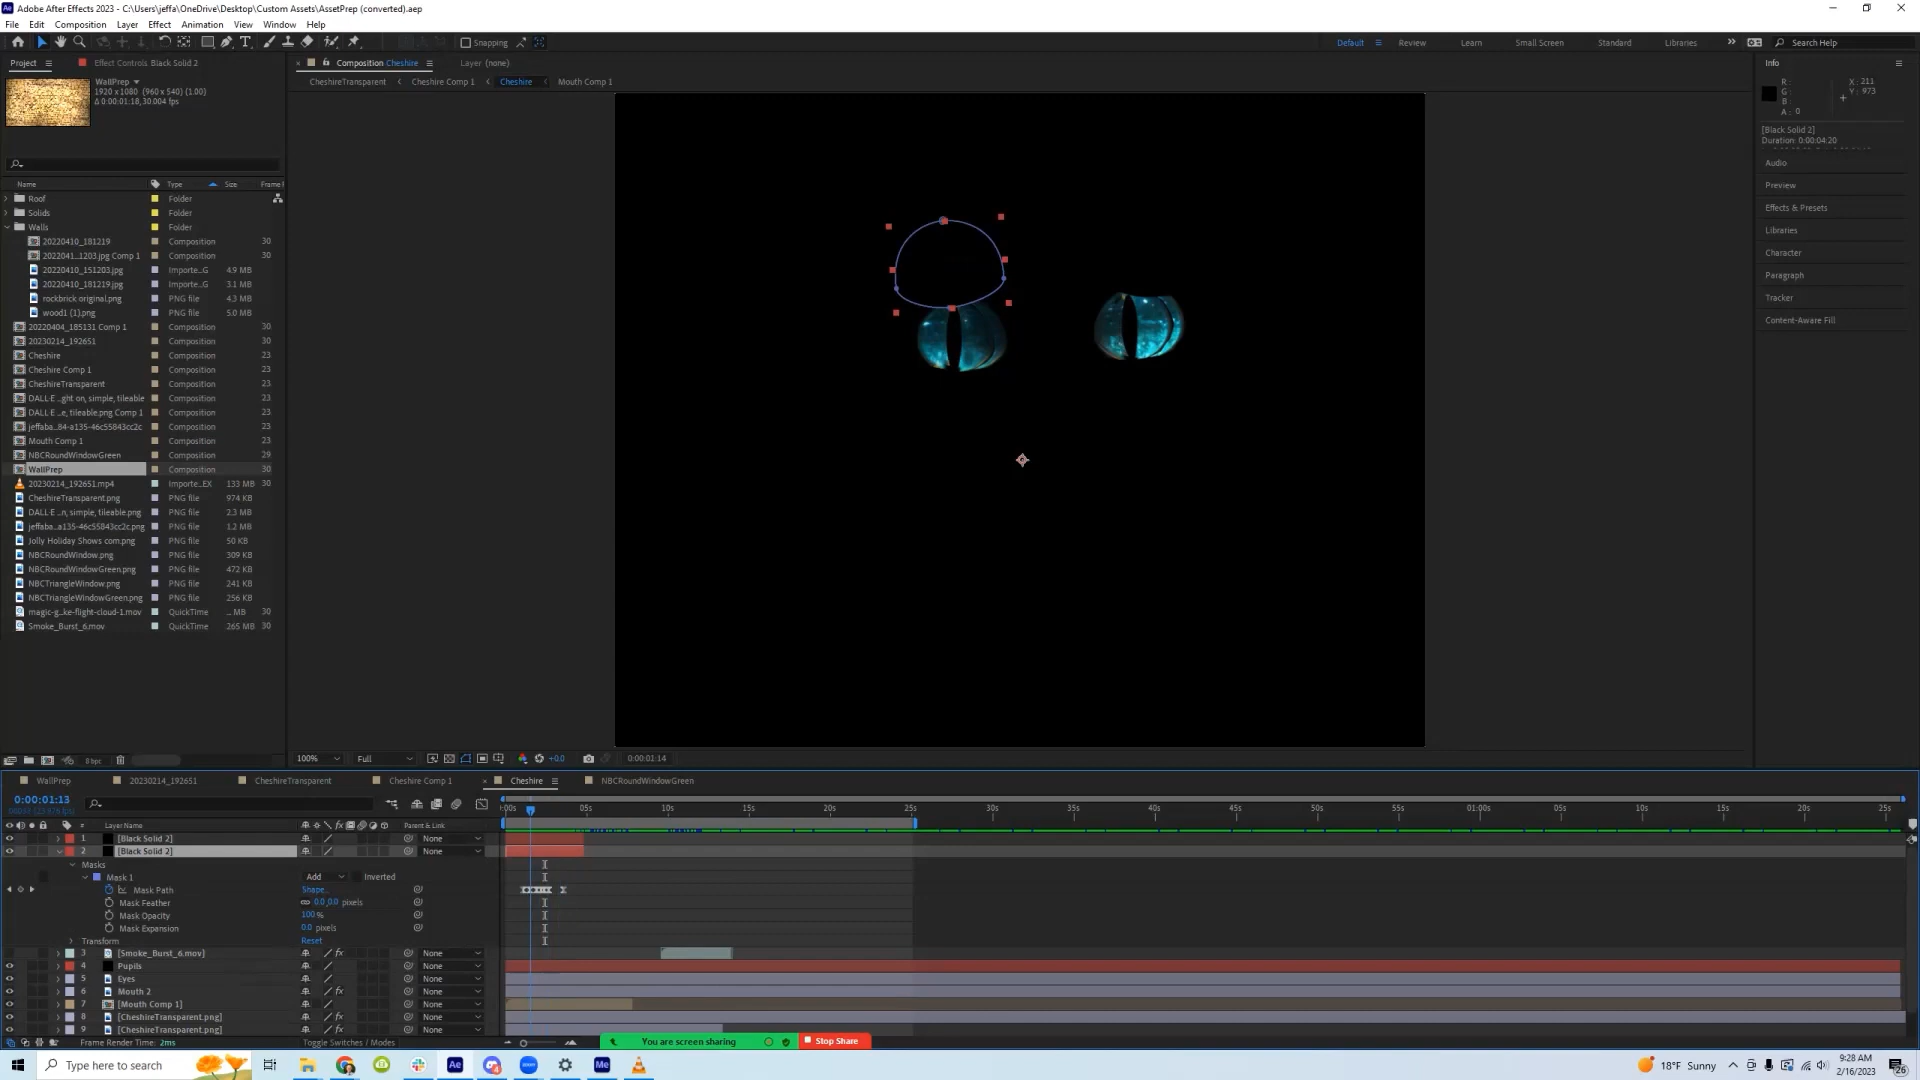 Adobe After Effects 2023 - C:\Users\jeffa\OneDrive\Desktop\Custom Assets\AssetPrep (converted).aep
File Edit Composition Layer Effect Animation View Window Help
Snapping
Default Review Learn Small Screen Standard Libraries Search Help
Project Effect Controls Black Solid 2
Composition Cheshire Layer (none)
Info
CheshireTransparent Cheshire Comp 1 Cheshire Mouth Comp 1
WallPrep
1920 x 1080 (960 x 540) (1.00)
Δ 0:00:01:18, 30.004 fps
R:
G:
B:
A: 0
X: 211
Y: 973
[Black Solid 2]
Duration: 0:00:04:20
Audio
Preview
Effects & Presets
Libraries
Character
Paragraph
Tracker
Content-Aware Fill
Name Type Size Frame
Roof Folder
Solids Folder
Walls Folder
20220410_181219 Composition 30
2022041...1203.jpg Comp 1 Composition 30
20220410_151203.jpg Importe...G 4.9 MB
20220410_181219.jpg Importe...G 3.1 MB
rockbrick original.png PNG file 4.3 MB
wood1 (1).png PNG file 5.0 MB
20220404_185131 Comp 1 Composition 30
20230214_192651 Composition 30
Cheshire Composition 23
Cheshire Comp 1 Composition 23
CheshireTransparent Composition 23
DALL·E ...ght on, simple, tileable Composition 23
DALL·E ...e, tileable.png Comp 1 Composition 23
jeffaba...84-a135-46c55843cc2c Composition 23
Mouth Comp 1 Composition 23
NBCRoundWindowGreen Composition 29
WallPrep Composition 30
20230214_192651.mp4 Importe...EX 133 MB 30
CheshireTransparent.png PNG file 974 KB
DALL·E ...n, simple, tileable.png PNG file 2.3 MB
jeffaba...a135-46c55843cc2c.png PNG file 1.2 MB
Jolly Holiday Shows com.png PNG file 50 KB
NBCRoundWindow.png PNG file 309 KB
NBCRoundWindowGreen.png PNG file 472 KB
NBCTriangleWindow.png PNG file 241 KB
NBCTriangleWindowGreen.png PNG file 256 KB
magic-g...ke-flight-cloud-1.mov QuickTime ... MB 30
Smoke_Burst_6.mov QuickTime 265 MB 30
8 bpc
100% Full +0.0 0:00:01:14
WallPrep 20230214_192651 CheshireTransparent Cheshire Comp 1 Cheshire NBCRoundWindowGreen
0:00:01:13
:00s 05s 10s 15s 20s 25s 30s 35s 40s 45s 50s 55s 01:00s 05s 10s 15s 20s 25s
# Layer Name Parent & Link
1 [Black Solid 2] None
2 [Black Solid 2] None
Masks
Mask 1 Add Inverted
Mask Path Shape...
Mask Feather 0.0,0.0 pixels
Mask Opacity 100%
Mask Expansion 0.0 pixels
Transform Reset
3 [Smoke_Burst_6.mov] fx None
4 Pupils None
5 Eyes None
6 Mouth 2 fx None
7 [Mouth Comp 1] None
8 [CheshireTransparent.png] fx None
9 [CheshireTransparent.png] fx None
Frame Render Time: 2ms Toggle Switches / Modes You are screen sharing Stop Share
Type here to search
18°F Sunny
9:28 AM
2/16/2023
26